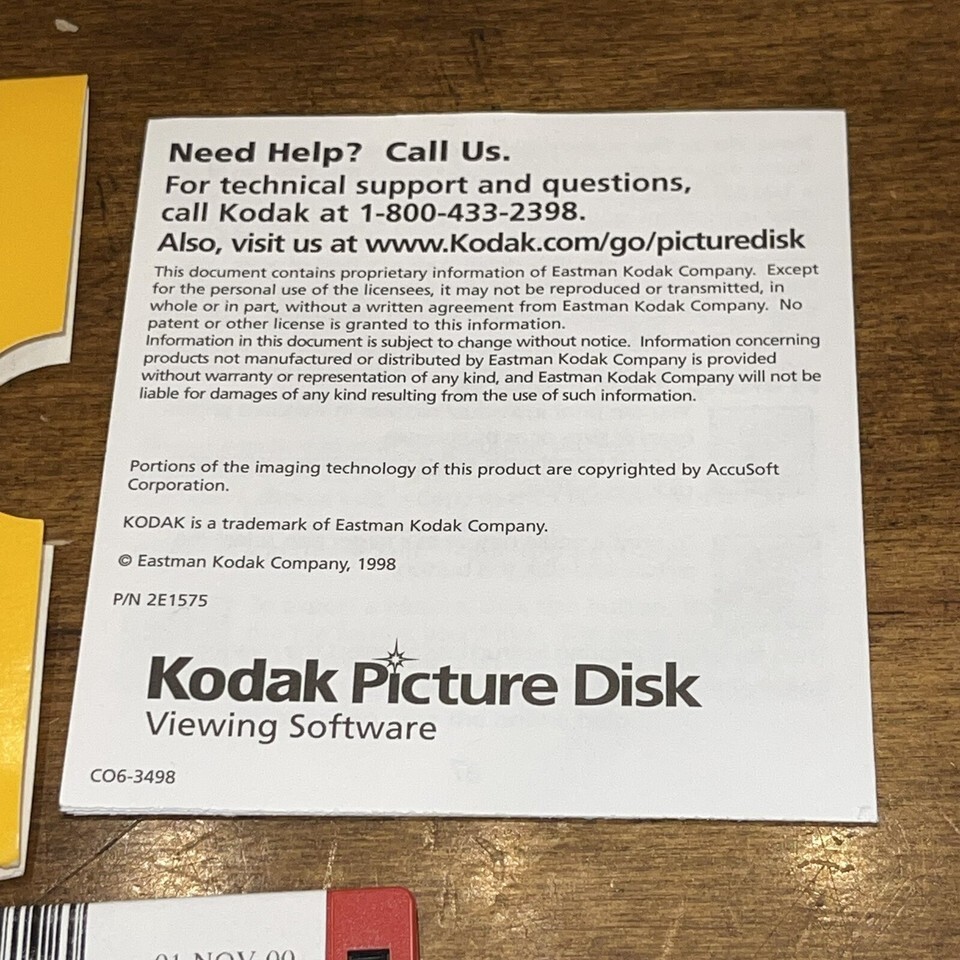 Need Help?  Call Us.
For technical support and questions,
call Kodak at 1-800-433-2398.
Also, visit us at www.Kodak.com/go/picturedisk
This document contains proprietary information of Eastman Kodak Company.  Except
for the personal use of the licensees, it may not be reproduced or transmitted, in
whole or in part, without a written agreement from Eastman Kodak Company.  No
patent or other license is granted to this information.
Information in this document is subject to change without notice.  Information concerning
products not manufactured or distributed by Eastman Kodak Company is provided
without warranty or representation of any kind, and Eastman Kodak Company will not be
liable for damages of any kind resulting from the use of such information.
Portions of the imaging technology of this product are copyrighted by AccuSoft
Corporation.
KODAK is a trademark of Eastman Kodak Company.
© Eastman Kodak Company, 1998
P/N 2E1575
Kodak Picture Disk
Viewing Software
CO6-3498
01 NOV 00